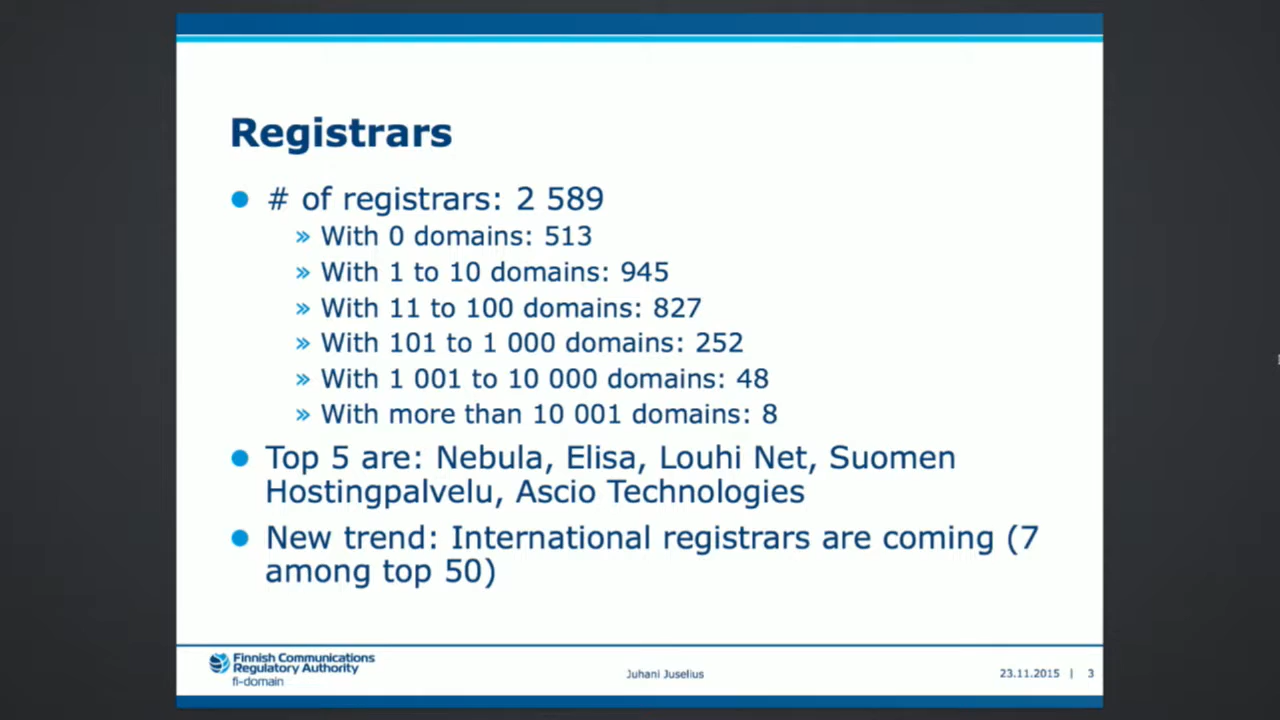 Registrars
# of registrars: 2 589
» With 0 domains: 513
» With 1 to 10 domains: 945
» With 11 to 100 domains: 827
» With 101 to 1 000 domains: 252
» With 1 001 to 10 000 domains: 48
» With more than 10 001 domains: 8
Top 5 are: Nebula, Elisa, Louhi Net, Suomen
Hostingpalvelu, Ascio Technologies
New trend: International registrars are coming (7
among top 50)
Finnish Communications
Regulatory Authority
fi-domain
Juhani Juselius
23.11.2015 | 3